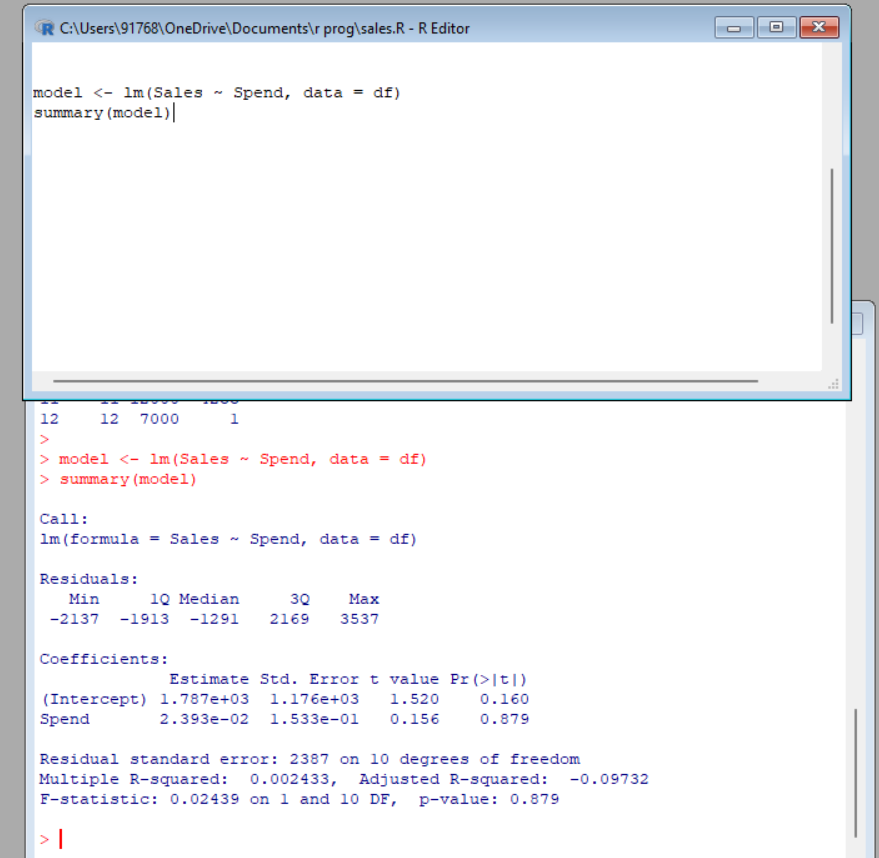 C:\Users\91768\OneDrive\Documents\r prog\sales.R - R Editor
model <- lm(Sales ~ Spend, data = df)
summary(model)
12 12 7000 1
>
> model <- lm(Sales ~ Spend, data = df)
> summary(model)
Call:
lm(formula = Sales ~ Spend, data = df)
Residuals:
Min 1Q Median 3Q Max
-2137 -1913 -1291 2169 3537
Coefficients:
Estimate Std. Error t value Pr(>|t|)
(Intercept) 1.787e+03 1.176e+03 1.520 0.160
Spend 2.393e-02 1.533e-01 0.156 0.879
Residual standard error: 2387 on 10 degrees of freedom
Multiple R-squared: 0.002433, Adjusted R-squared: -0.09732
F-statistic: 0.02439 on 1 and 10 DF, p-value: 0.879
>